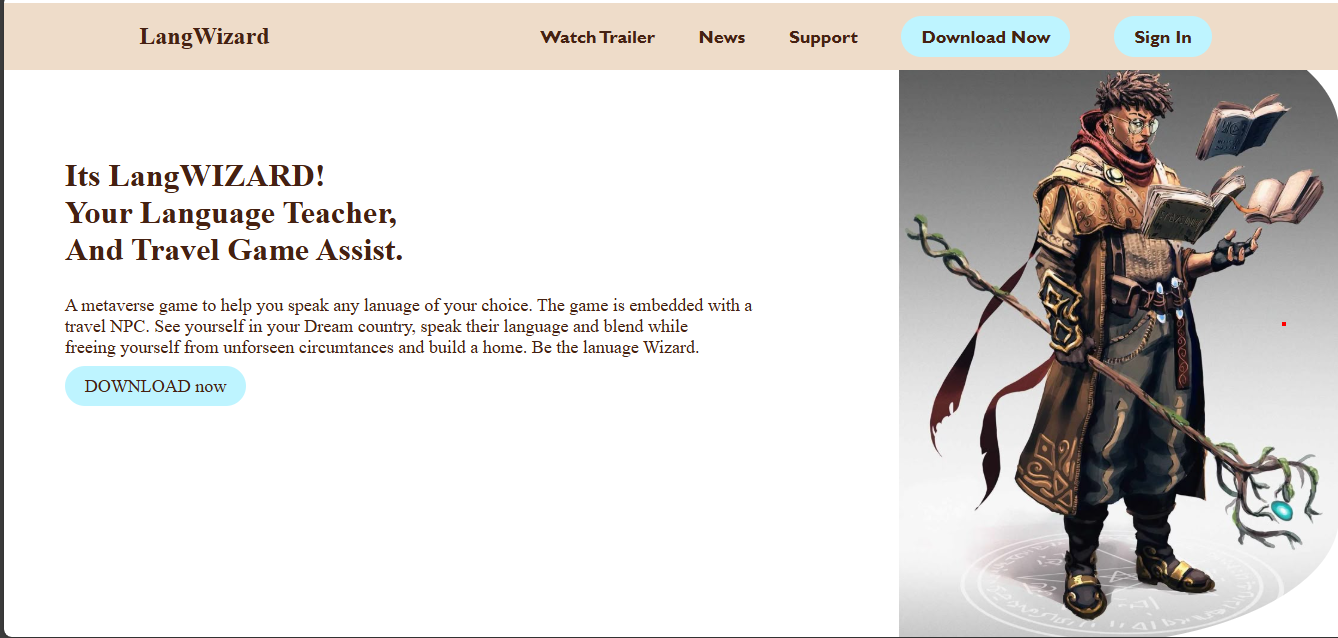 LangWizard
Watch Trailer
News
Support
Download Now
Sign In
Its LangWIZARD!
Your Language Teacher,
And Travel Game Assist.
A metaverse game to help you speak any lanuage of your choice. The game is embedded with a
travel NPC. See yourself in your Dream country, speak their language and blend while
freeing yourself from unforseen circumtances and build a home. Be the lanuage Wizard.
DOWNLOAD now